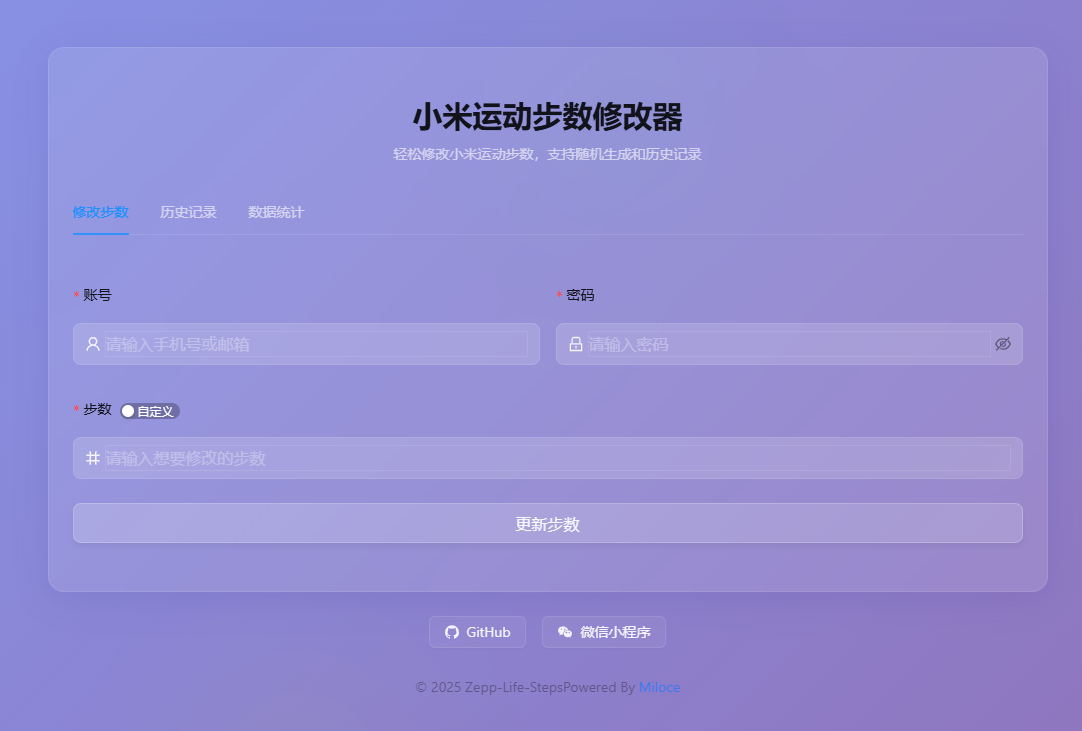 小米运动步数修改器
轻松修改小米运动步数，支持随机生成和历史记录
修改步数 历史记录 数据统计
* 账号 * 密码
请输入手机号或邮箱 请输入密码
* 步数 自定义
请输入想要修改的步数
更新步数
GitHub 微信小程序
© 2025 Zepp-Life-StepsPowered By Miloce